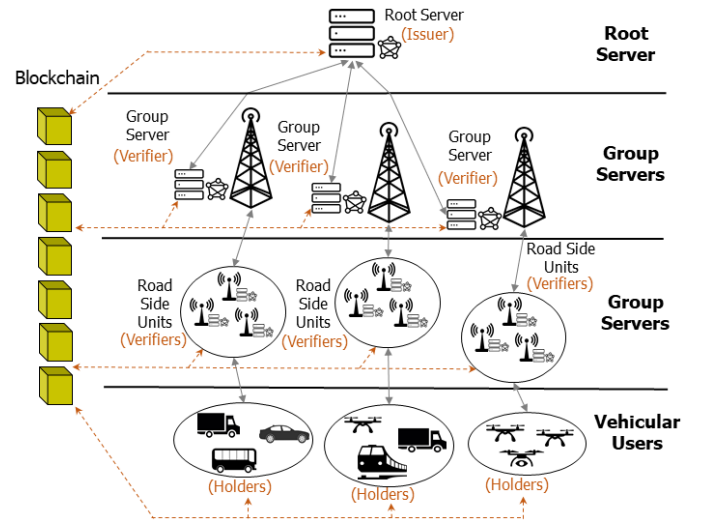 Root Server
(Issuer)
Root
Server
Blockchain
Group
Server
(Verifier)
Group
Server
(Verifier)
Group
Server
(Verifier)
Group
Servers
Road
Side
Units
(Verifiers)
Road
Side
Units
(Verifiers)
Road Side
Units
(Verifiers)
Group
Servers
Vehicular
Users
(Holders)
(Holders)
(Holders)